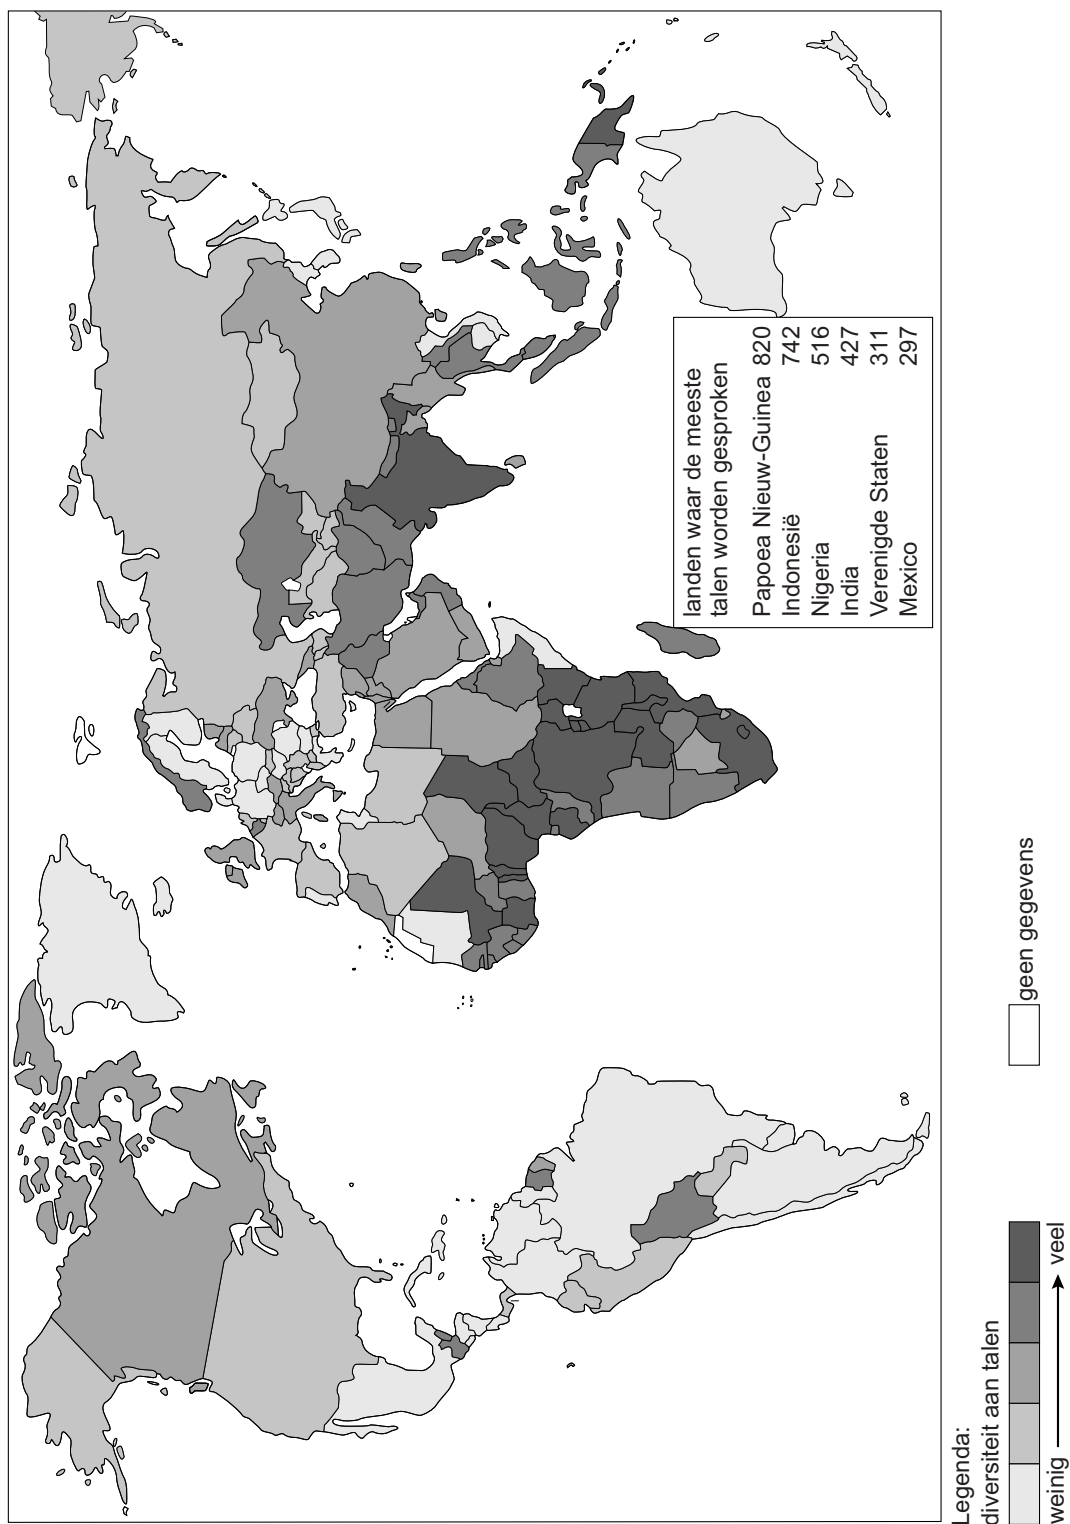 landen waar de meeste
talen worden gesproken
Papoea Nieuw-Guinea 820
Indonesië 742
Nigeria 516
India 427
Verenigde Staten 311
Mexico 297
Legenda:
diversiteit aan talen
weinig veel
geen gegevens